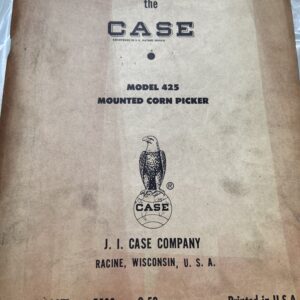 the
CASE
MODEL 425
MOUNTED CORN PICKER
CASE
®
J. I. CASE COMPANY
RACINE, WISCONSIN, U. S. A.
Printed in U.S.A.